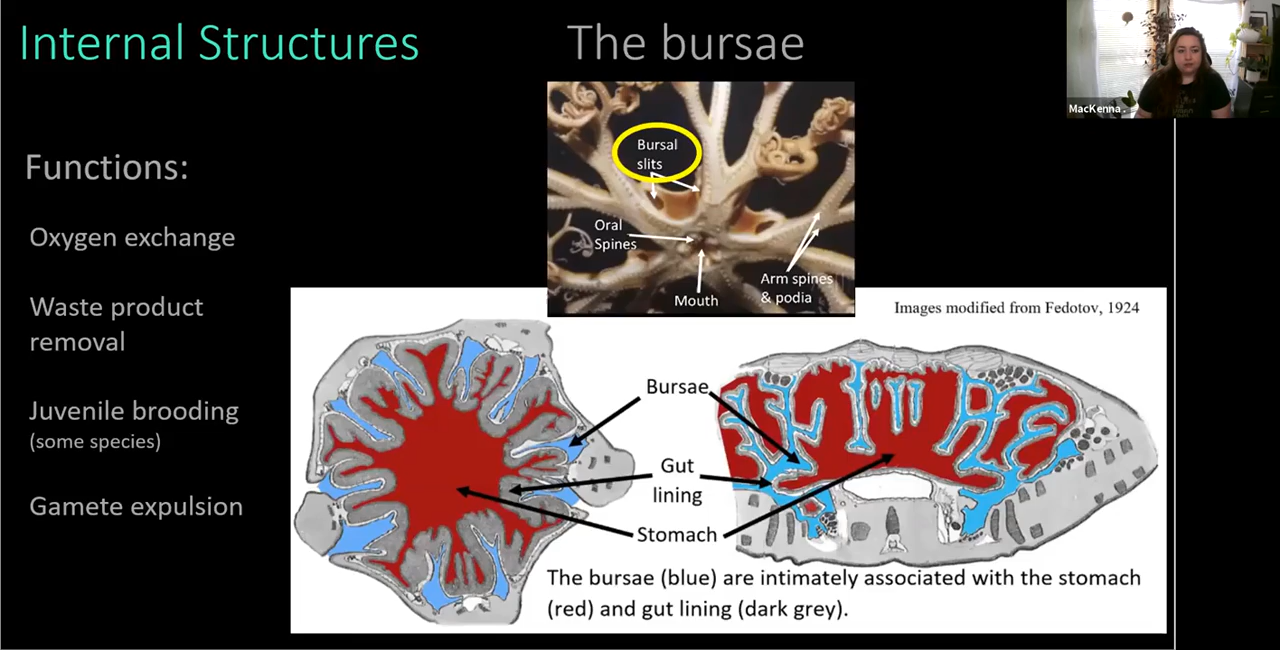 Internal Structures
The bursae
MacKenna
Functions:
Oxygen exchange
Waste product
removal
Juvenile brooding
(some species)
Gamete expulsion
Bursal
slits
Oral
Spines
Mouth
Arm spines
& podia
Images modified from Fedotov, 1924
Bursae
Gut
lining
Stomach
The bursae (blue) are intimately associated with the stomach
(red) and gut lining (dark grey).